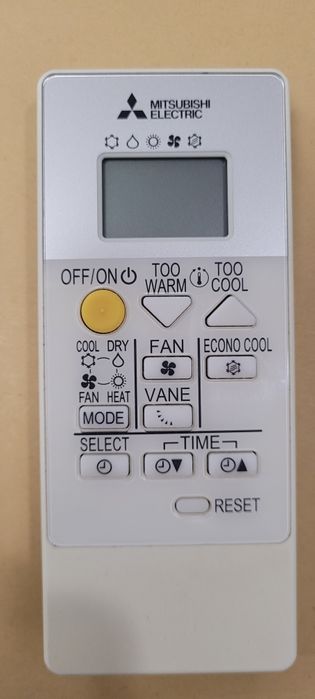 MITSUBISHI
ELECTRIC
OFF/ON TOO WARM TOO COOL
COOL DRY
FAN
ECONO COOL
FAN HEAT
VANE
MODE
SELECT
TIME
RESET